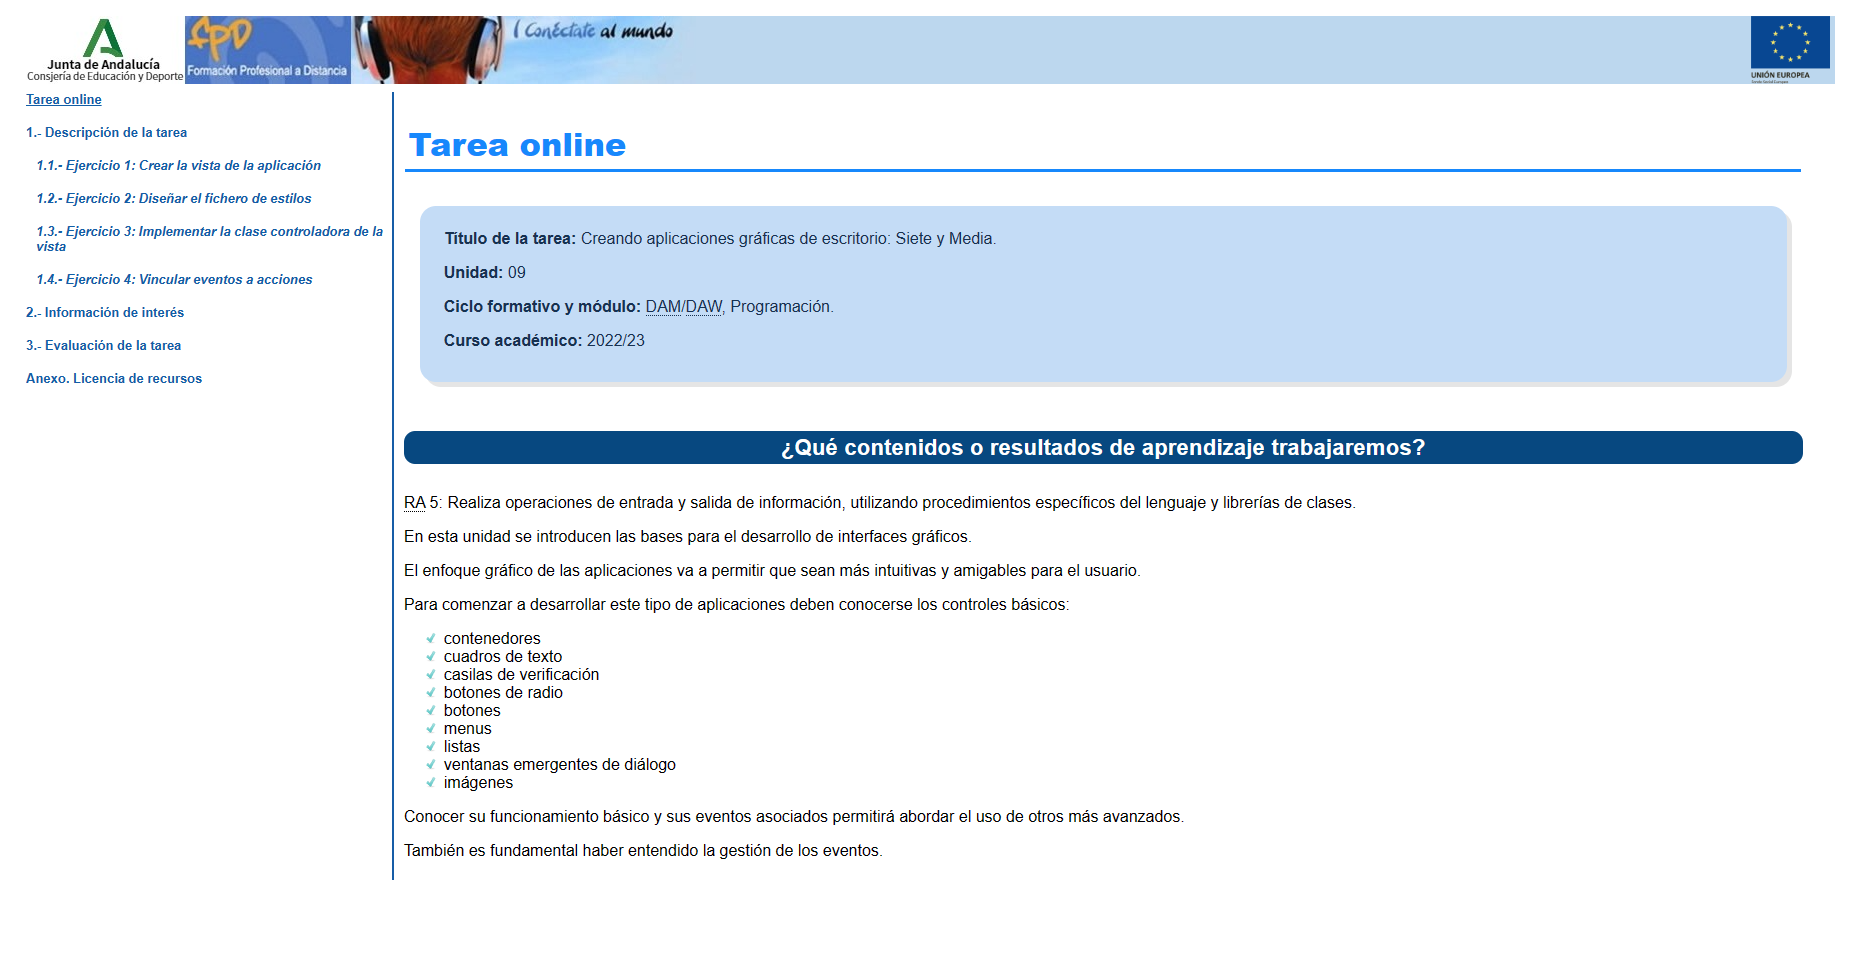 Junta de Andalucía
Consjería de Educación y Deporte
fpD
Formación Profesional a Distancia
Conéctate al mundo
UNIÓN EUROPEA
Fondo Social Europeo
Tarea online
1.- Descripción de la tarea
1.1.- Ejercicio 1: Crear la vista de la aplicación
1.2.- Ejercicio 2: Diseñar el fichero de estilos
1.3.- Ejercicio 3: Implementar la clase controladora de la
vista
1.4.- Ejercicio 4: Vincular eventos a acciones
2.- Información de interés
3.- Evaluación de la tarea
Anexo. Licencia de recursos
Tarea online
Título de la tarea: Creando aplicaciones gráficas de escritorio: Siete y Media.
Unidad: 09
Ciclo formativo y módulo: DAM/DAW, Programación.
Curso académico: 2022/23
¿Qué contenidos o resultados de aprendizaje trabajaremos?
RA 5: Realiza operaciones de entrada y salida de información, utilizando procedimientos específicos del lenguaje y librerías de clases.
En esta unidad se introducen las bases para el desarrollo de interfaces gráficos.
El enfoque gráfico de las aplicaciones va a permitir que sean más intuitivas y amigables para el usuario.
Para comenzar a desarrollar este tipo de aplicaciones deben conocerse los controles básicos:
contenedores
cuadros de texto
casilas de verificación
botones de radio
botones
menus
listas
ventanas emergentes de diálogo
imágenes
Conocer su funcionamiento básico y sus eventos asociados permitirá abordar el uso de otros más avanzados.
También es fundamental haber entendido la gestión de los eventos.